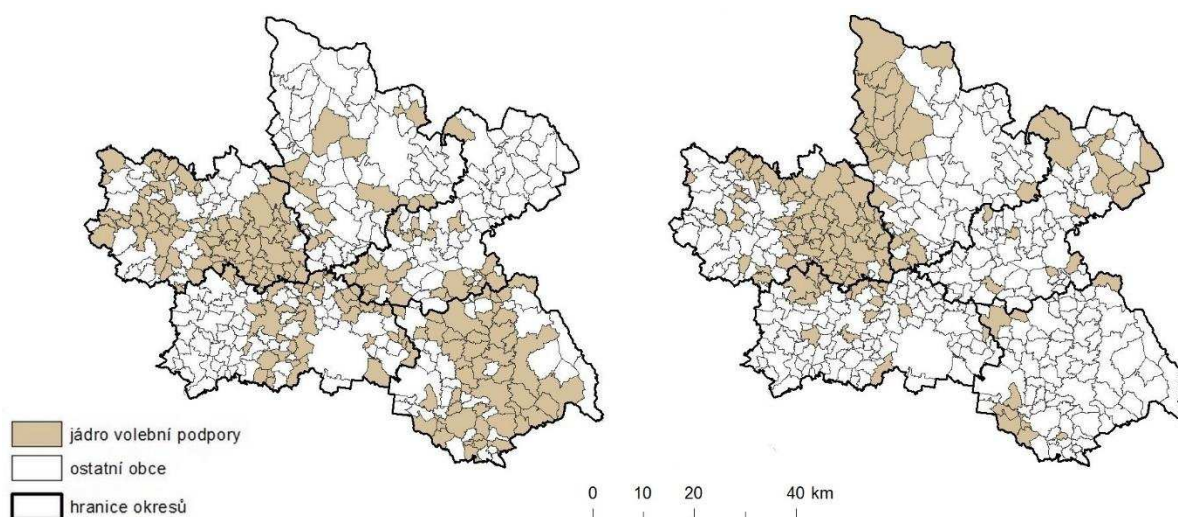 jádro volební podpory
ostatní obce
hranice okresů
0 10 20 40 km